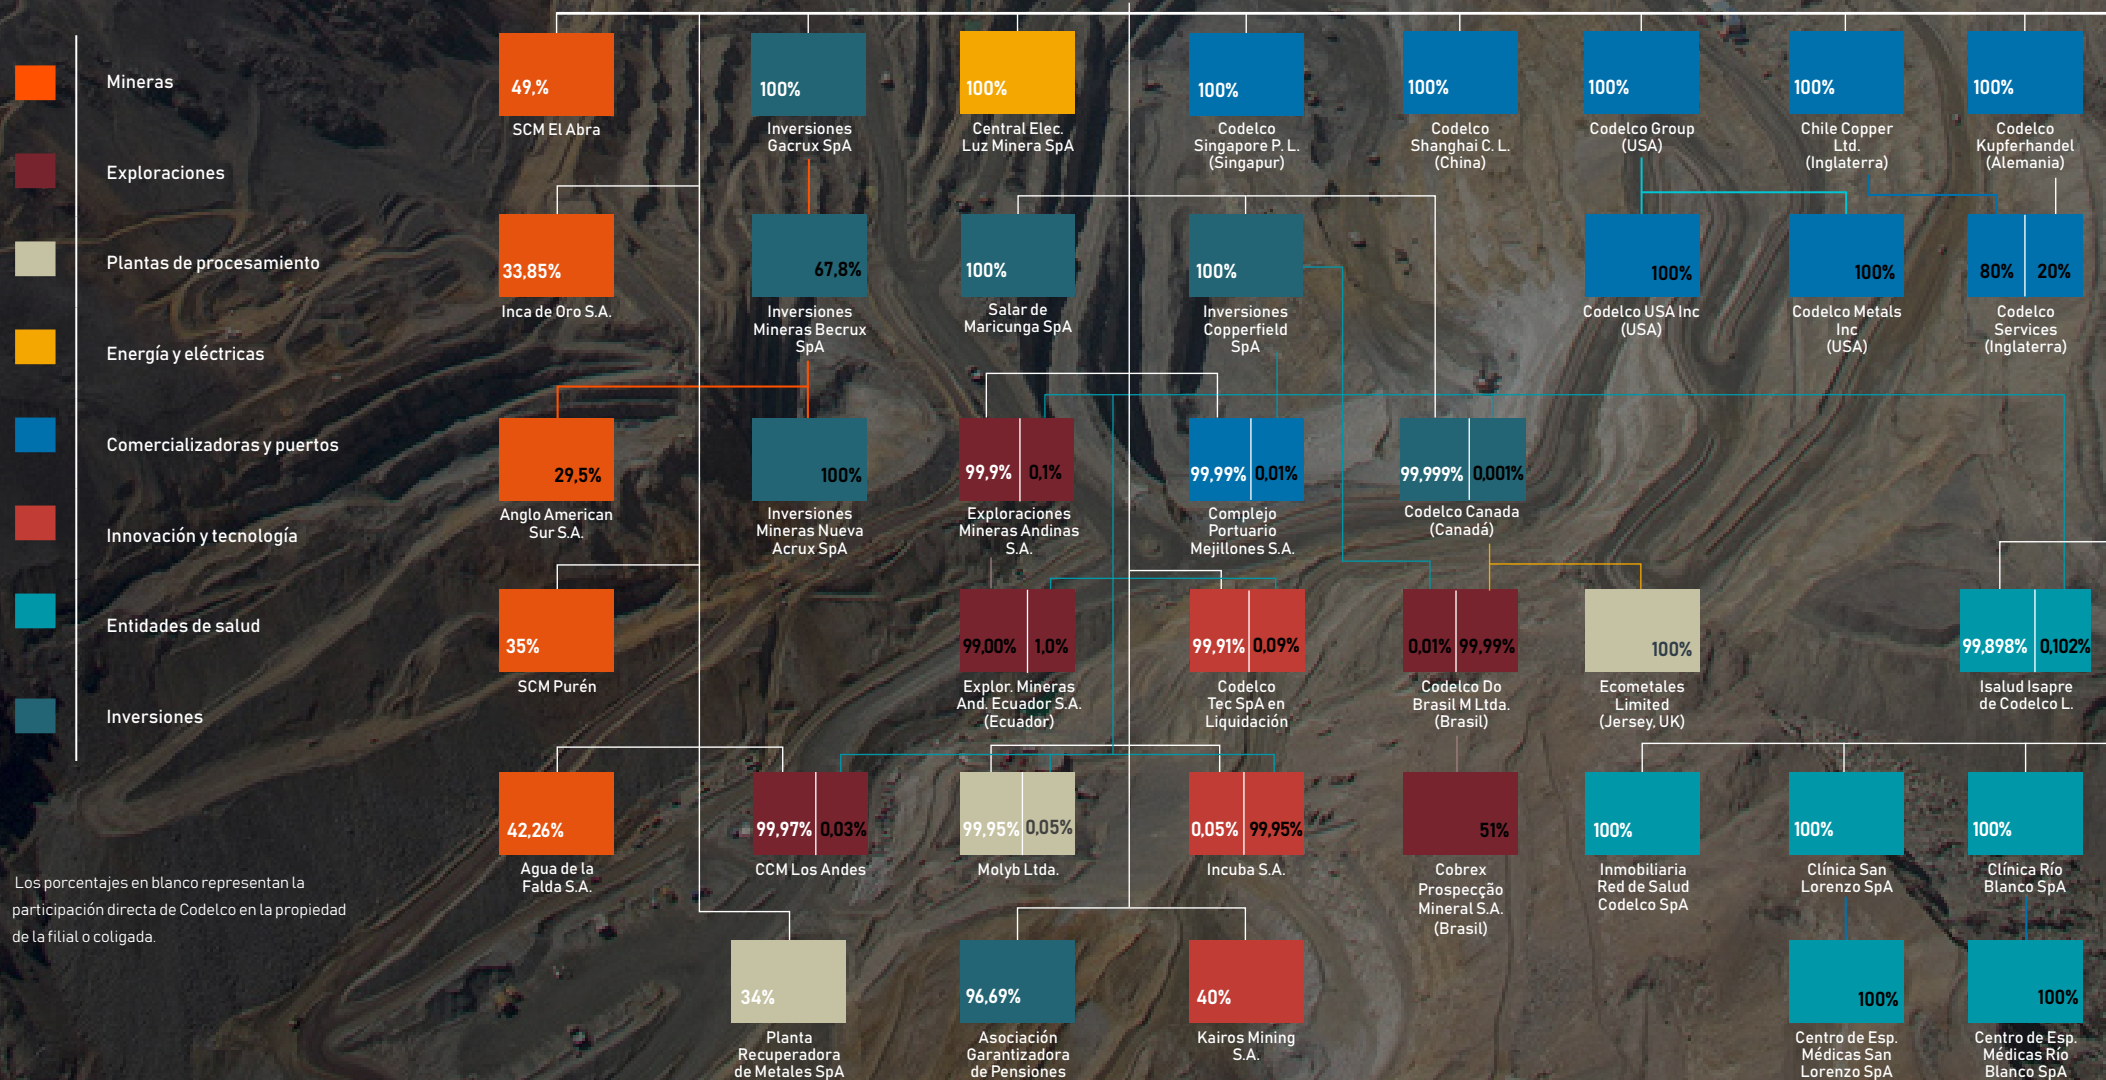 Mineras
Exploraciones
Plantas de procesamiento
Energía y eléctricas
Comercializadoras y puertos
Innovación y tecnología
Entidades de salud
Inversiones
Los porcentajes en blanco representan la
participación directa de Codelco en la propiedad
de la filial o coligada.
49,%
SCM El Abra
100%
Inversiones
Gacrux SpA
100%
Central Elec.
Luz Minera SpA
100%
Codelco
Singapore P. L.
(Singapur)
100%
Codelco
Shanghai C. L.
(China)
100%
Codelco Group
(USA)
100%
Chile Copper
Ltd.
(Inglaterra)
100%
Codelco
Kupferhandel
(Alemania)
33,85%
Inca de Oro S.A.
67,8%
Inversiones
Mineras Becrux
SpA
100%
Salar de
Maricunga SpA
100%
Inversiones
Copperfield
SpA
100%
Codelco USA Inc
(USA)
100%
Codelco Metals
Inc
(USA)
80% 20%
Codelco
Services
(Inglaterra)
29,5%
Anglo American
Sur S.A.
100%
Inversiones
Mineras Nueva
Acrux SpA
99,9% 0,1%
Exploraciones
Mineras Andinas
S.A.
99,99% 0,01%
Complejo
Portuario
Mejillones S.A.
99,999% 0,001%
Codelco Canada
(Canadá)
35%
SCM Purén
99,00% 1,0%
Explor. Mineras
And. Ecuador S.A.
(Ecuador)
99,91% 0,09%
Codelco
Tec SpA en
Liquidación
0,01% 99,99%
Codelco Do
Brasil M Ltda.
(Brasil)
100%
Ecometales
Limited
(Jersey, UK)
99,898% 0,102%
Isalud Isapre
de Codelco L.
42,26%
Agua de la
Falda S.A.
99,97% 0,03%
CCM Los Andes
99,95% 0,05%
Molyb Ltda.
0,05% 99,95%
Incuba S.A.
51%
Cobrex
Prospecção
Mineral S.A.
(Brasil)
100%
Inmobiliaria
Red de Salud
Codelco SpA
100%
Clínica San
Lorenzo SpA
100%
Clínica Río
Blanco SpA
34%
Planta
Recuperadora
de Metales SpA
96,69%
Asociación
Garantizadora
de Pensiones
40%
Kairos Mining
S.A.
100%
Centro de Esp.
Médicas San
Lorenzo SpA
100%
Centro de Esp.
Médicas Río
Blanco SpA